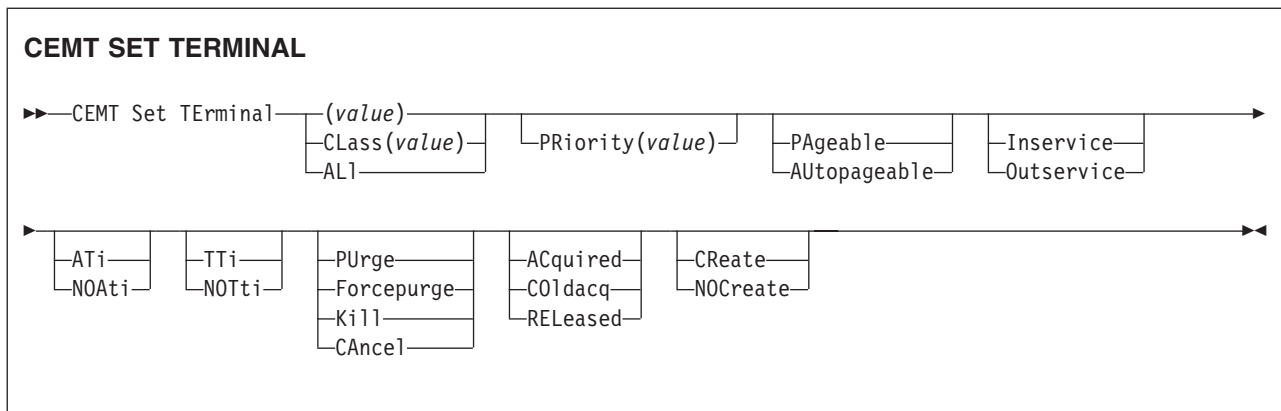 CEMT SET TERMINAL
CEMT Set TErminal (value) PRiority(value) PAgeable Inservice
CLass(value) AUtopageable Outservice
ALl
ATi TTi PUrge ACquired CReate
NOAti NOTti Forcepurge COldacq NOCreate
Kill RELeased
CAncel